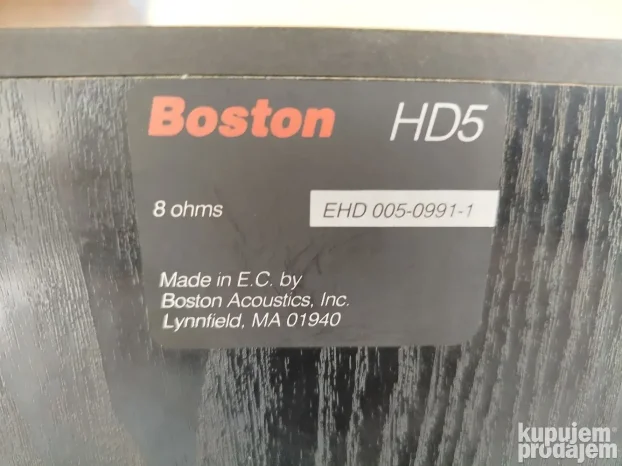 Boston HD5
8 ohms EHD 005-0991-1
Made in E.C. by
Boston Acoustics, Inc.
Lynnfield, MA 01940
kupujem
prodajem